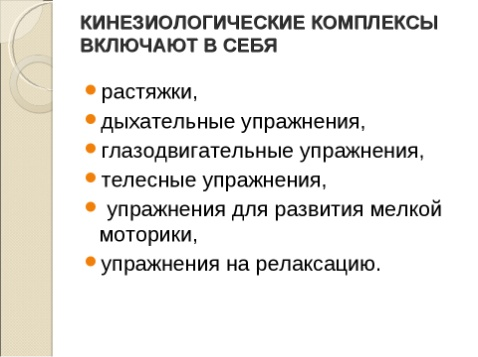 КИНЕЗИОЛОГИЧЕСКИЕ КОМПЛЕКСЫ
ВКЛЮЧАЮТ В СЕБЯ
растяжки,
дыхательные упражнения,
глазодвигательные упражнения,
телесные упражнения,
упражнения для развития мелкой
моторики,
упражнения на релаксацию.